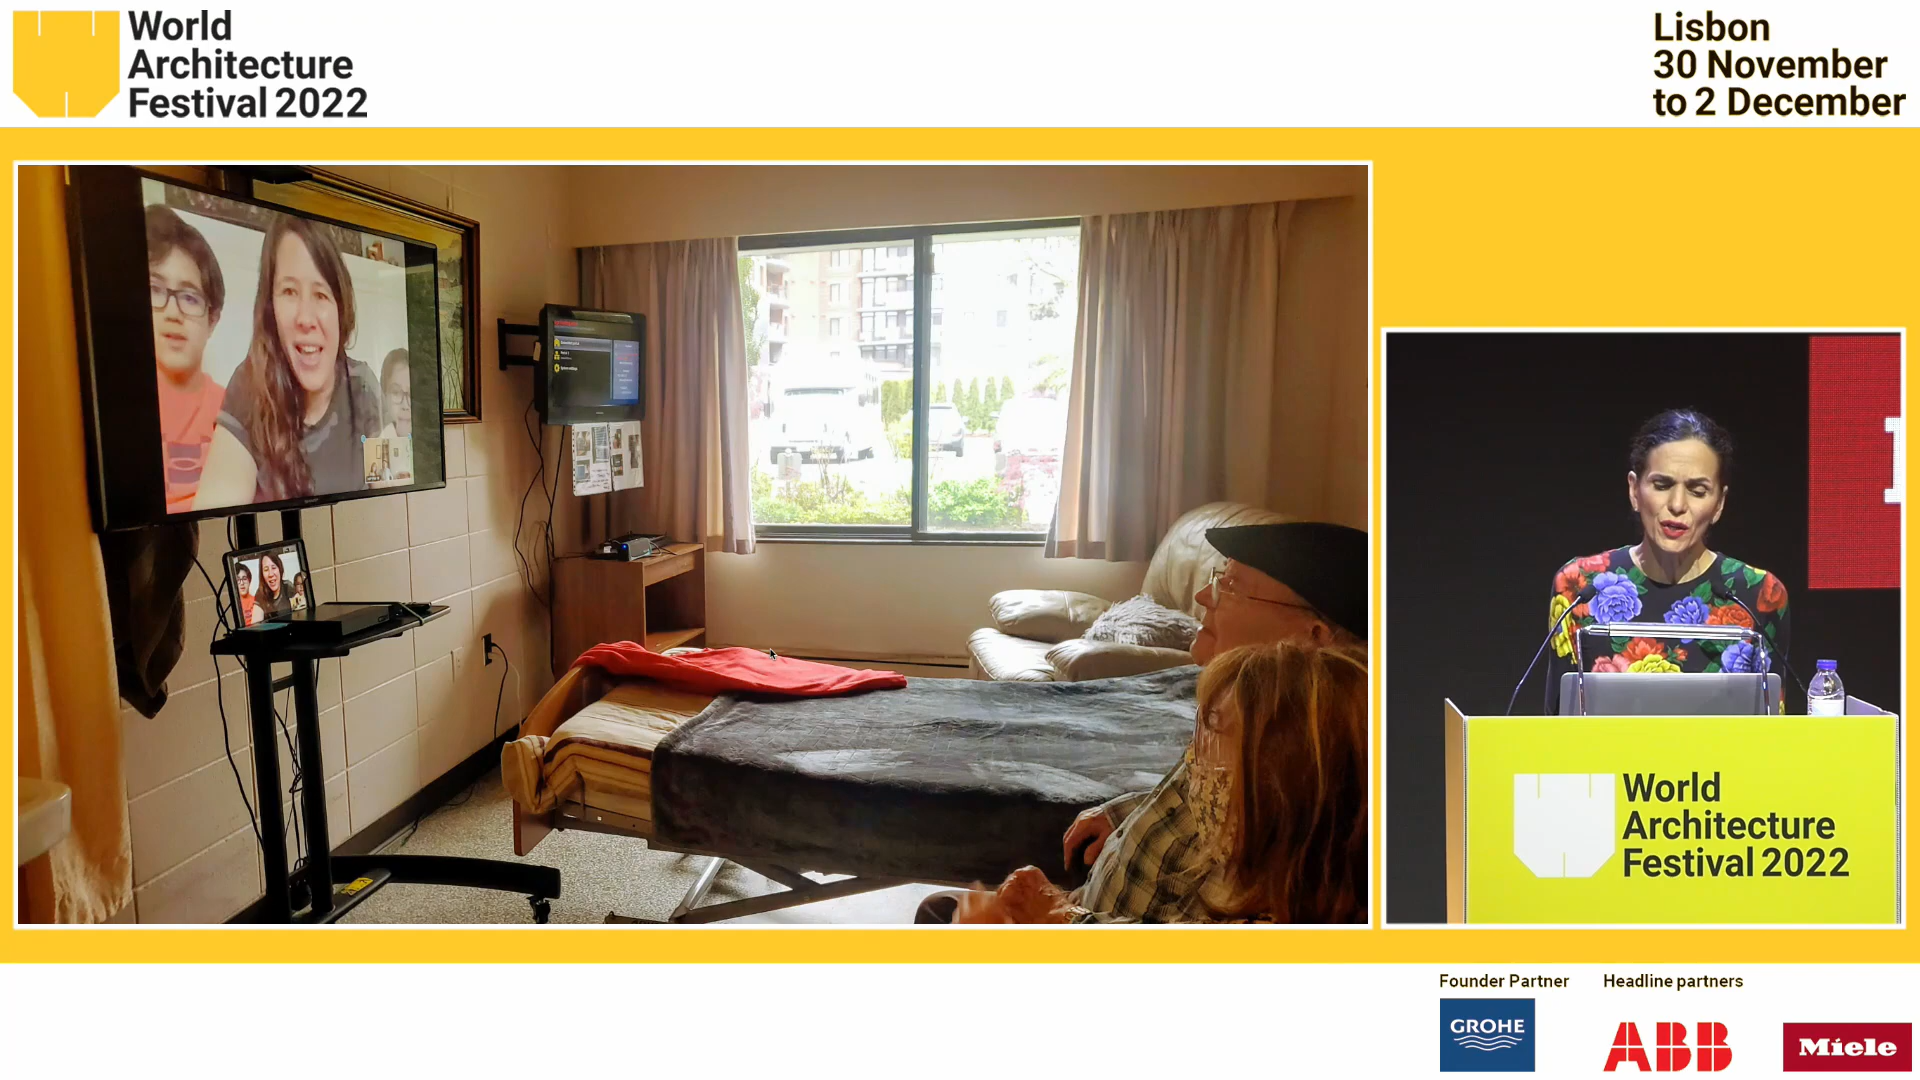 World
Architecture
Festival 2022
Lisbon
30 November
to 2 December
World
Architecture
Festival 2022
Founder Partner
Headline partners
GROHE
ABB
Miele